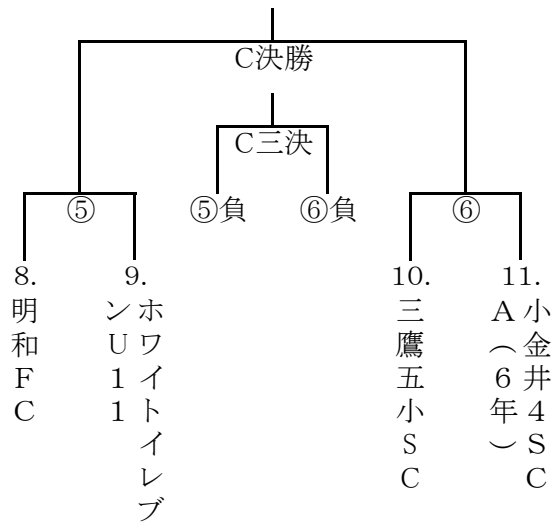 C決勝
C三決
⑤
⑤負
⑥負
⑥
8.
明和FC
9.
ホワイトイレブ
ンU11
10.
三鷹五小SC
11.
小金井4SC
A(6年)